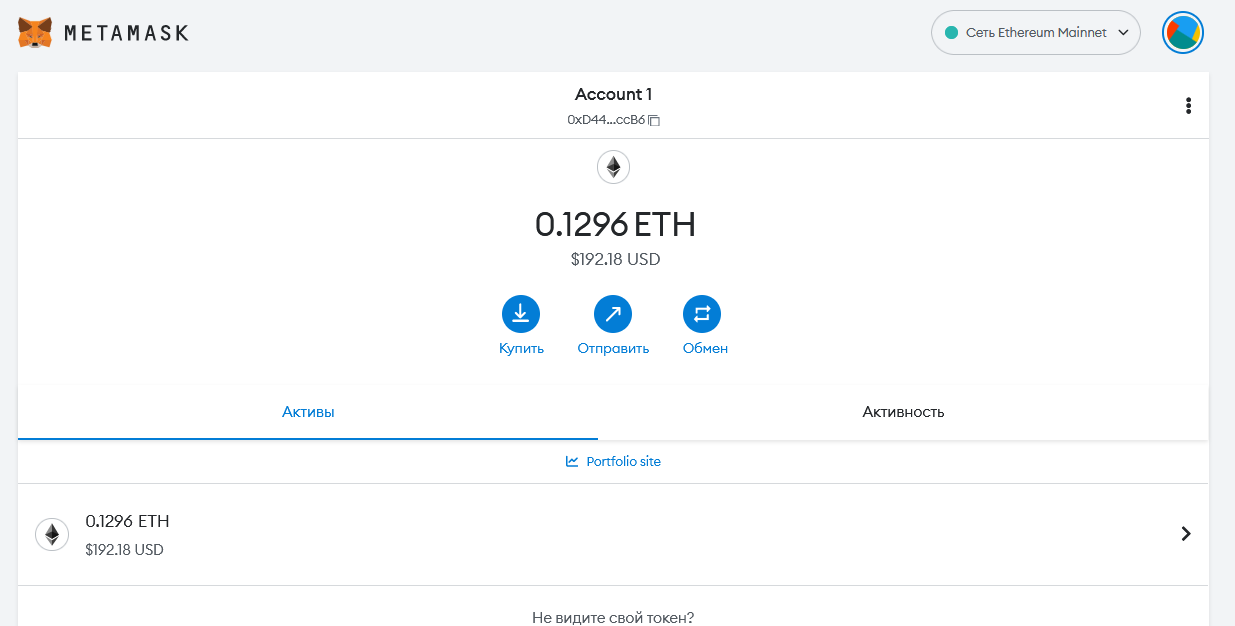 METAMASK
Сеть Ethereum Mainnet
Account 1
0xD44...ccB6
0.1296 ETH
$192.18 USD
Купить
Отправить
Обмен
Активы
Активность
Portfolio site
0.1296 ETH
$192.18 USD
Не видите свой токен?